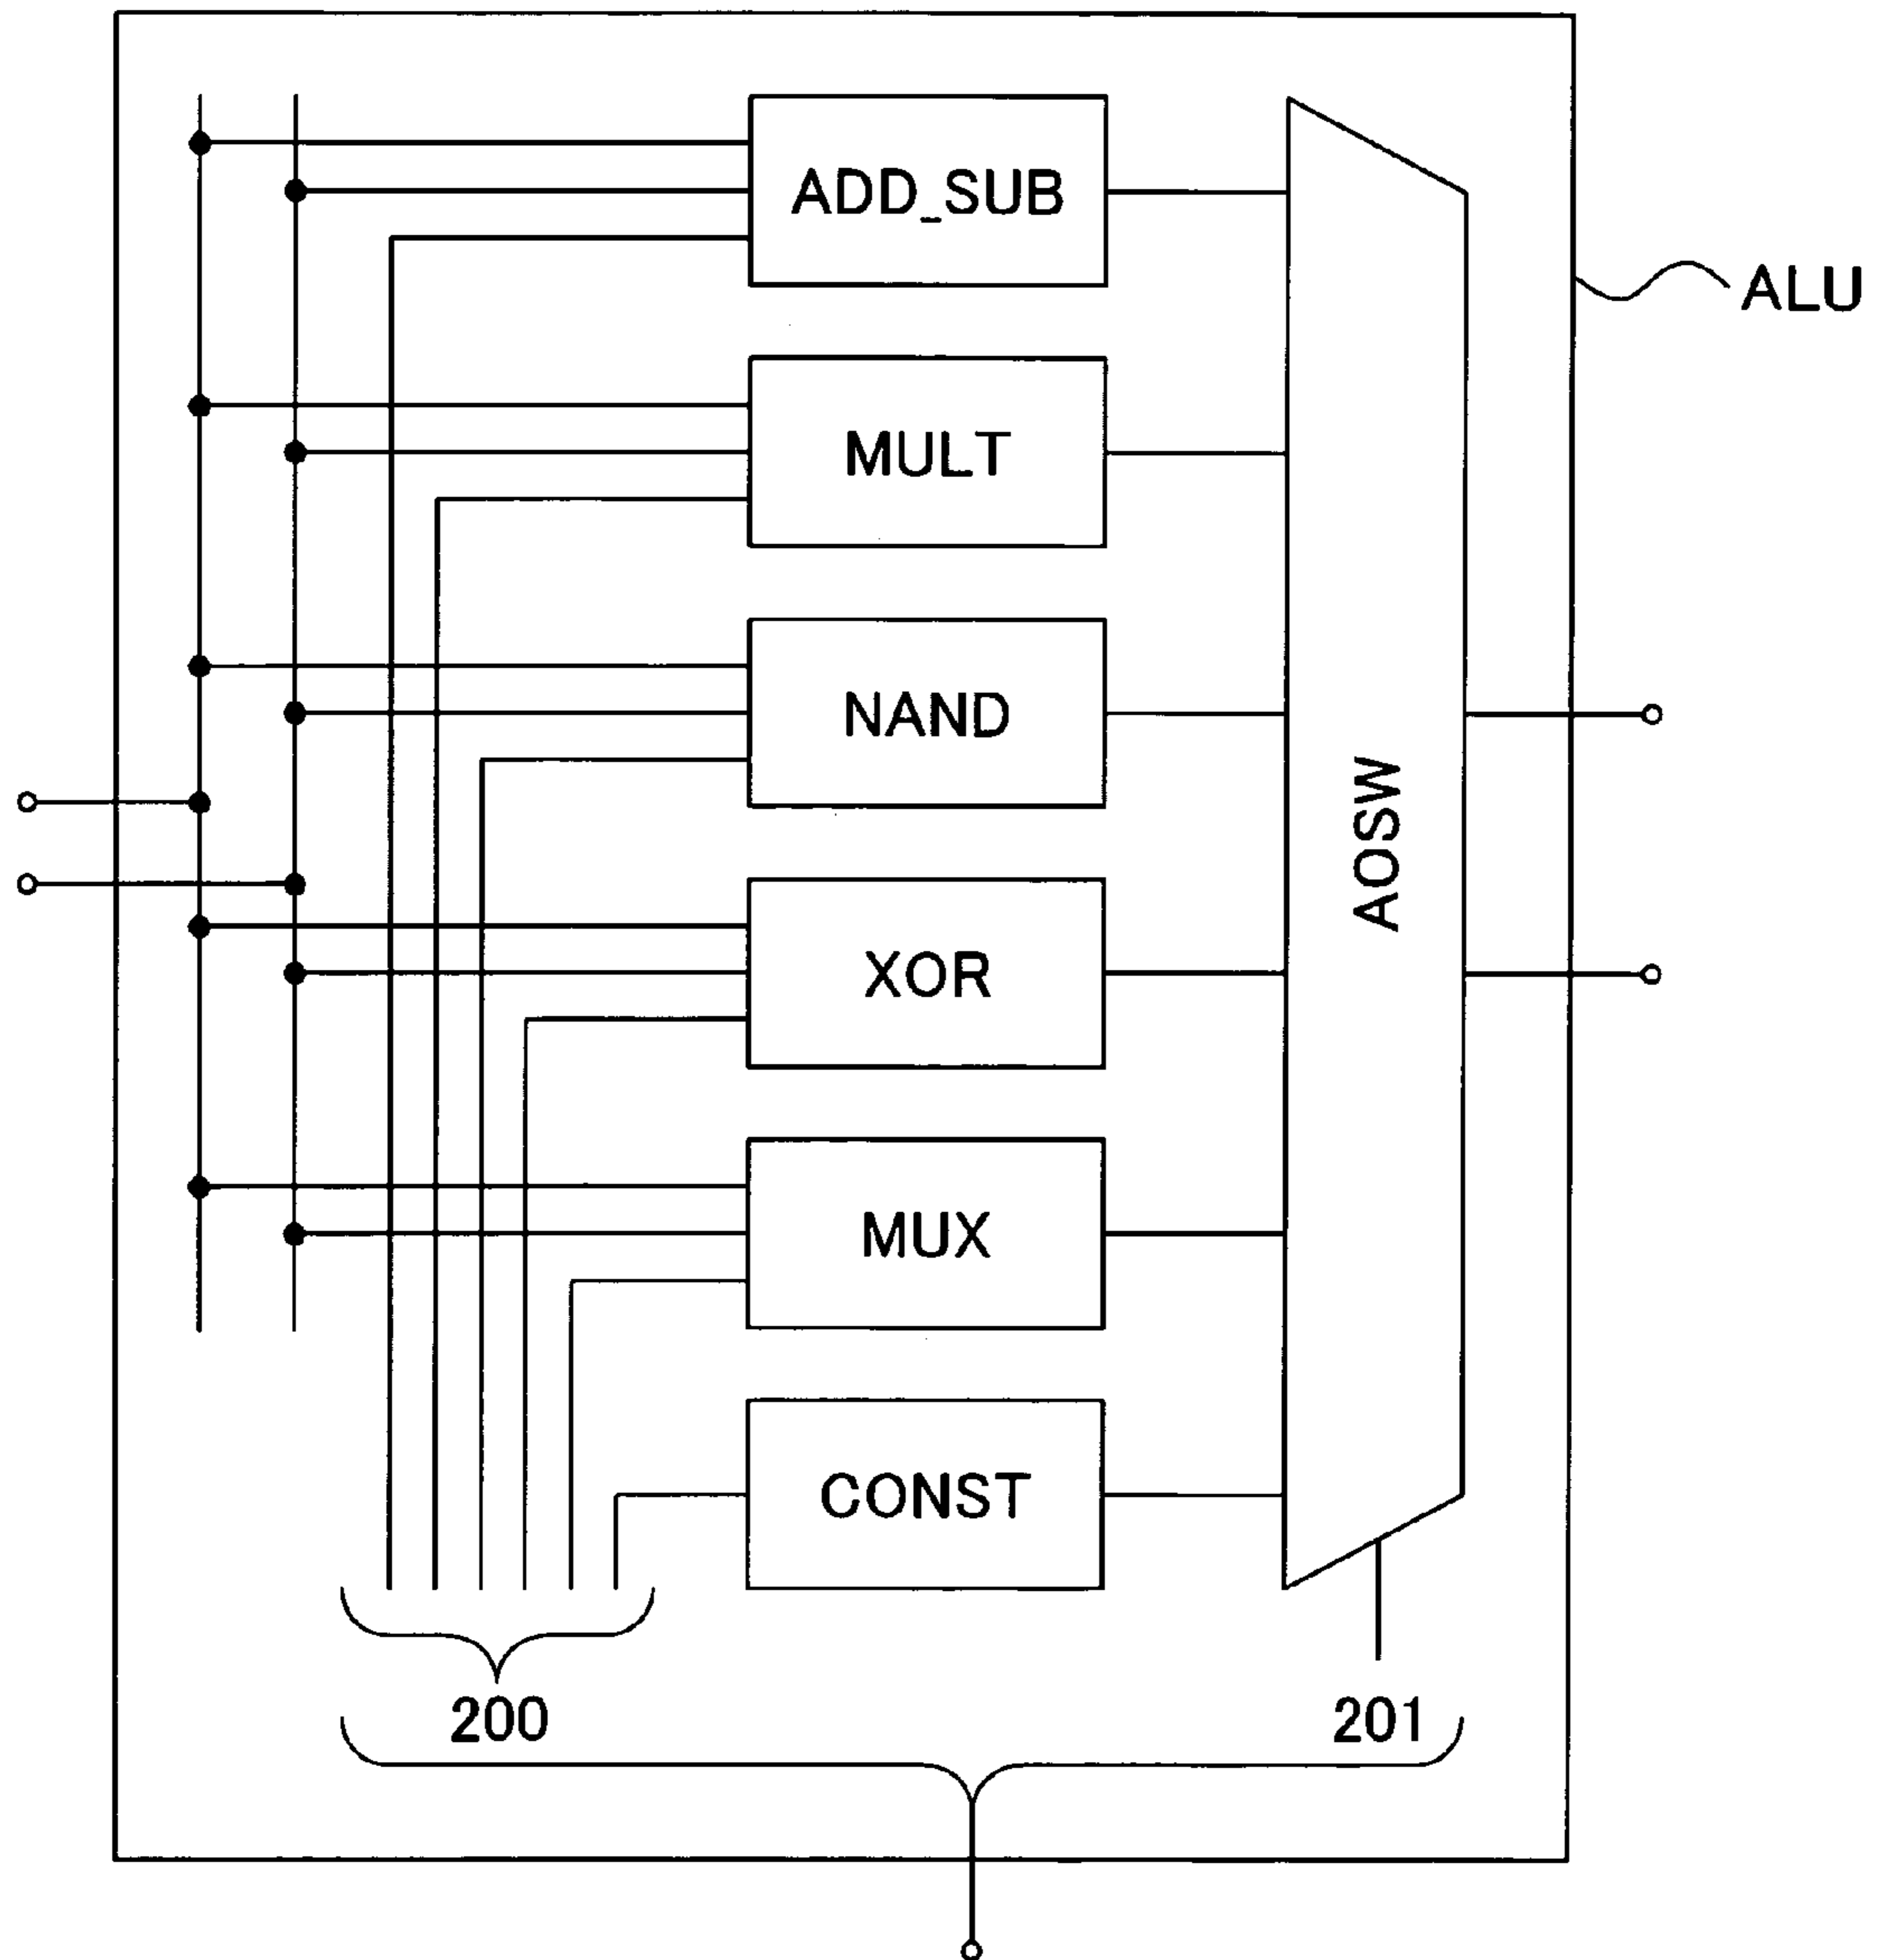 ADD_SUB
ALU
MULT
NAND
AOSW
XOR
MUX
CONST
200
201